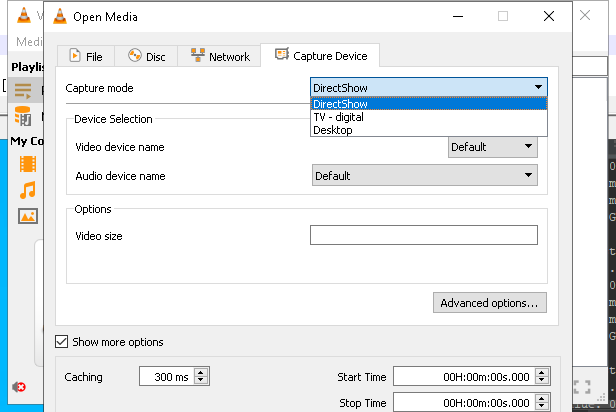 V
Open Media
Medi
Playlis
My Co
File
Disc
Network
Capture Device
Capture mode
DirectShow
DirectShow
TV - digital
Desktop
Device Selection
Video device name
Default
Audio device name
Default
Options
Video size
Advanced options...
Show more options
Caching
300 ms
Start Time
00H:00m:00s.000
Stop Time
00H:00m:00s.000